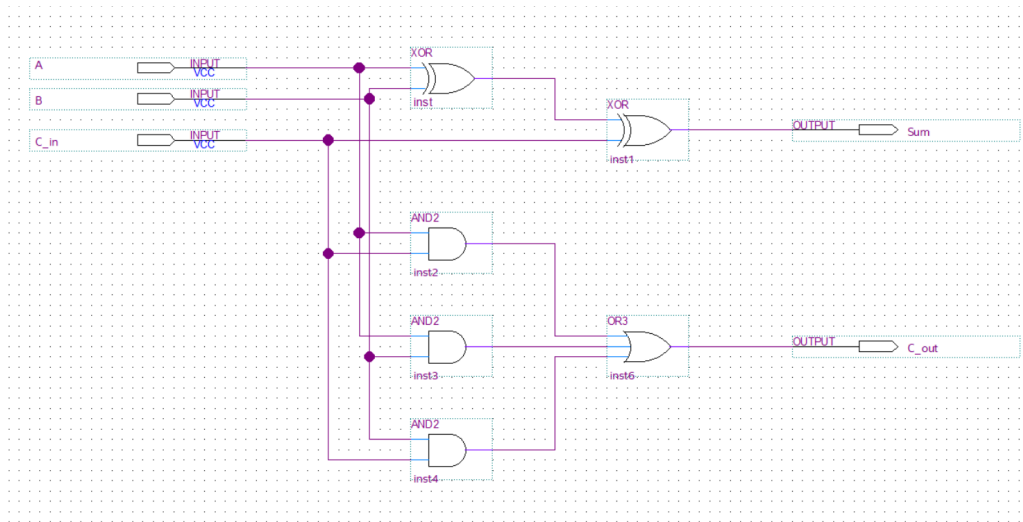 XOR
A
INPUT
VCC
B
INPUT
VCC
inst
XOR
C_in
INPUT
VCC
OUTPUT
Sum
inst1
AND2
inst2
AND2
OR3
OUTPUT
C_out
inst3
inst6
AND2
inst4